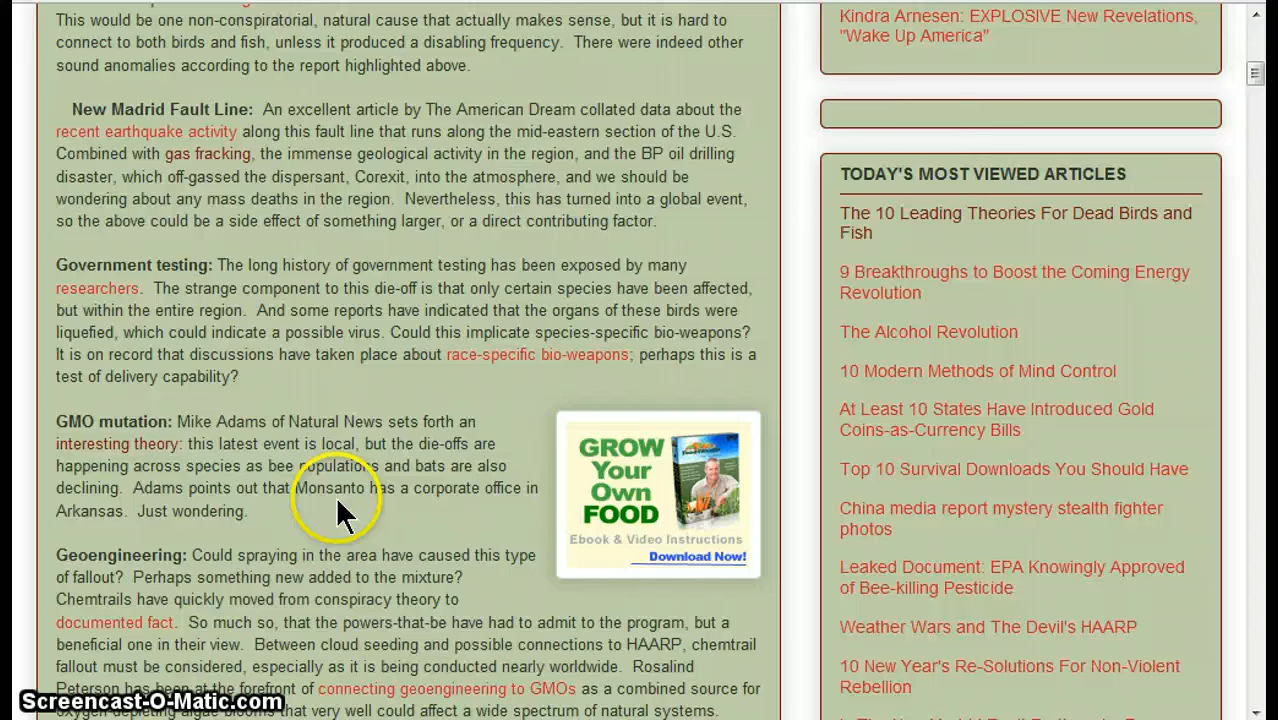 This would be one non-conspiratorial, natural cause that actually makes sense, but it is hard to
connect to both birds and fish, unless it produced a disabling frequency.  There were indeed other
sound anomalies according to the report highlighted above.
New Madrid Fault Line:  An excellent article by The American Dream collated data about the
recent earthquake activity along this fault line that runs along the mid-eastern section of the U.S.
Combined with gas fracking, the immense geological activity in the region, and the BP oil drilling
disaster, which off-gassed the dispersant, Corexit, into the atmosphere, and we should be
wondering about any mass deaths in the region.  Nevertheless, this has turned into a global event,
so the above could be a side effect of something larger, or a direct contributing factor.
Government testing: The long history of government testing has been exposed by many
researchers.  The strange component to this die-off is that only certain species have been affected,
but within the entire region.  And some reports have indicated that the organs of these birds were
liquefied, which could indicate a possible virus. Could this implicate species-specific bio-weapons?
It is on record that discussions have taken place about race-specific bio-weapons; perhaps this is a
test of delivery capability?
GMO mutation: Mike Adams of Natural News sets forth an
interesting theory: this latest event is local, but the die-offs are
happening across species as bee populations and bats are also
declining.  Adams points out that Monsanto has a corporate office in
Arkansas.  Just wondering.
GROW
Your
Own
FOOD
Ebook & Video Instructions
Download Now!
Geoengineering: Could spraying in the area have caused this type
of fallout?  Perhaps something new added to the mixture?
Chemtrails have quickly moved from conspiracy theory to
documented fact.  So much so, that the powers-that-be have had to admit to the program, but a
beneficial one in their view.  Between cloud seeding and possible connections to HAARP, chemtrail
fallout must be considered, especially as it is being conducted nearly worldwide.  Rosalind
Peterson has been at the forefront of connecting geoengineering to GMOs as a combined source for
oxygen-depleting algae blooms that very well could affect a wide spectrum of natural systems.
Kindra Arnesen: EXPLOSIVE New Revelations,
"Wake Up America"
TODAY'S MOST VIEWED ARTICLES
The 10 Leading Theories For Dead Birds and
Fish
9 Breakthroughs to Boost the Coming Energy
Revolution
The Alcohol Revolution
10 Modern Methods of Mind Control
At Least 10 States Have Introduced Gold
Coins-as-Currency Bills
Top 10 Survival Downloads You Should Have
China media report mystery stealth fighter
photos
Leaked Document: EPA Knowingly Approved
of Bee-killing Pesticide
Weather Wars and The Devil's HAARP
10 New Year's Re-Solutions For Non-Violent
Rebellion
Screencast-O-Matic.com